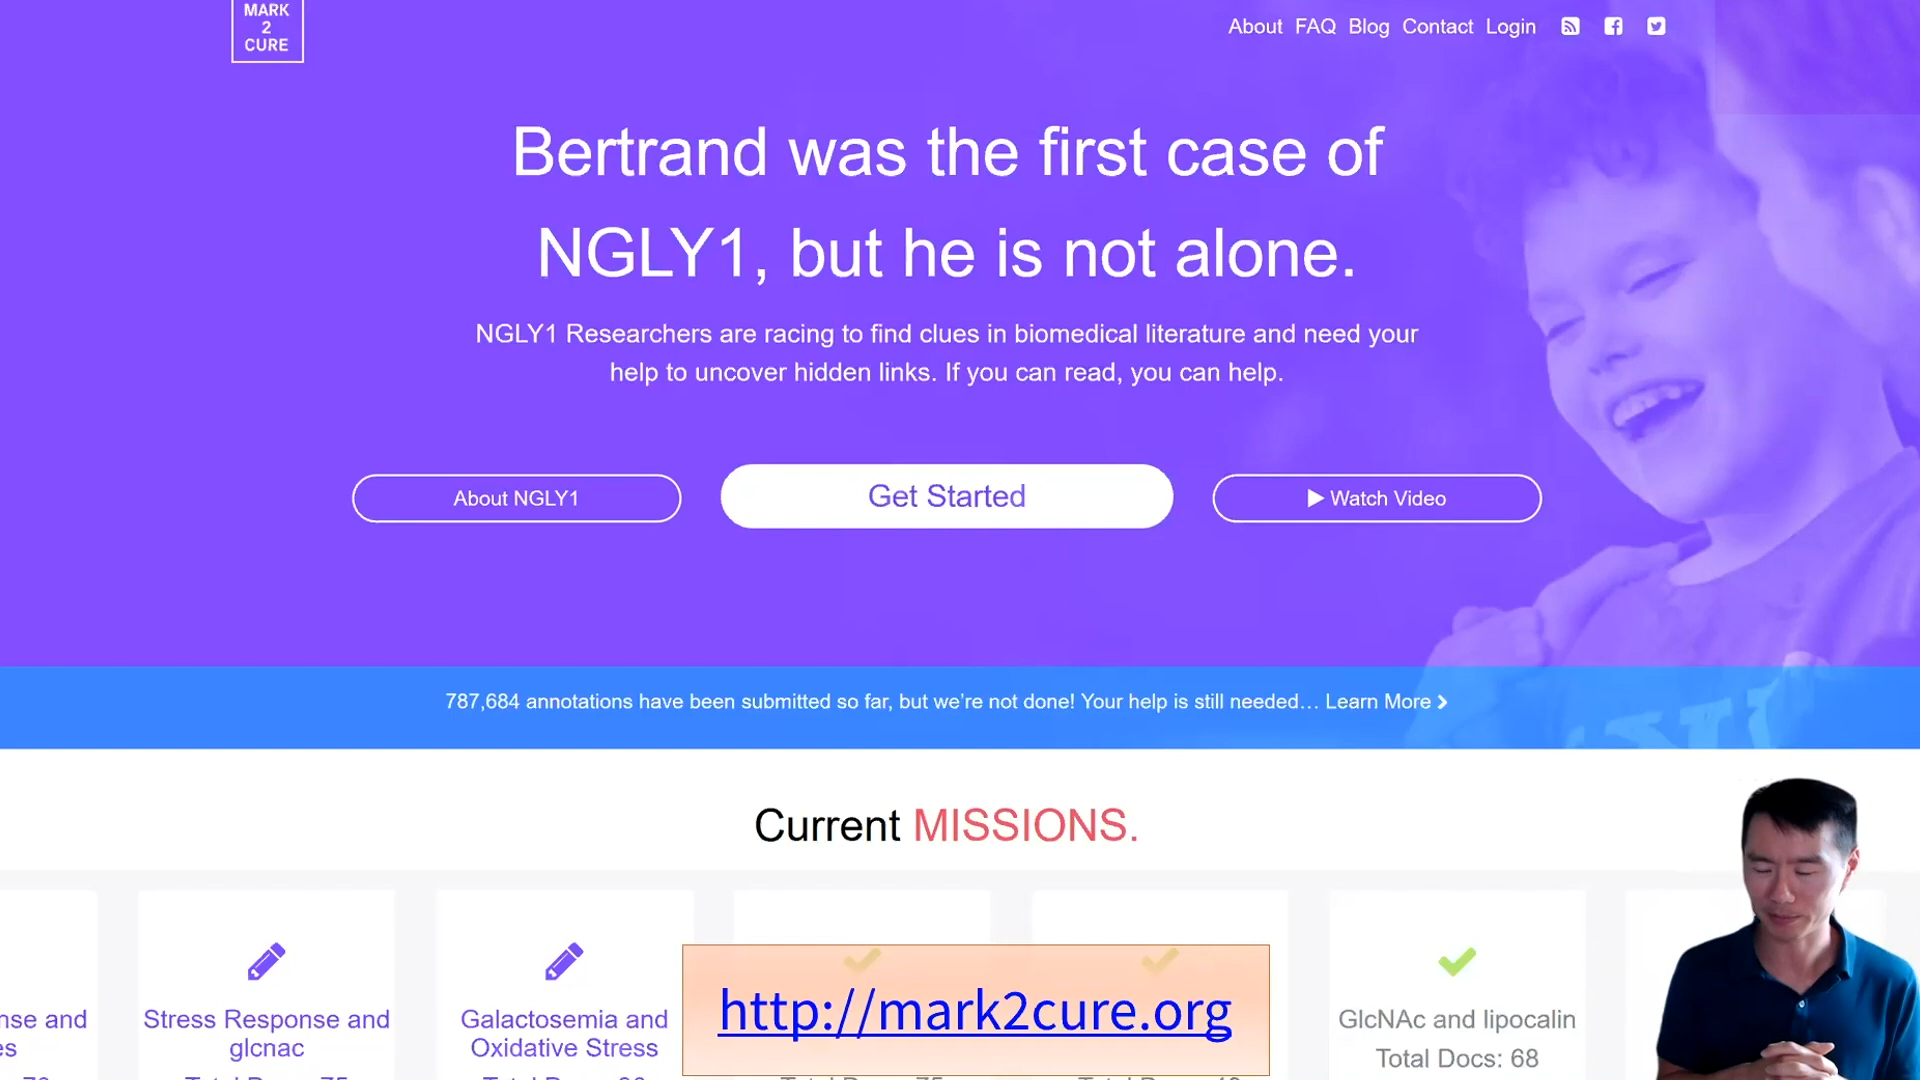 MARK
2
CURE
About FAQ Blog Contact Login
Bertrand was the first case of
NGLY1, but he is not alone.
NGLY1 Researchers are racing to find clues in biomedical literature and need your
help to uncover hidden links. If you can read, you can help.
About NGLY1
Get Started
Watch Video
787,684 annotations have been submitted so far, but we're not done! Your help is still needed… Learn More
Current MISSIONS.
and
Stress Response and
glcnac
Galactosemia and
Oxidative Stress
http://mark2cure.org
GlcNAc and lipocalin
Total Docs: 68